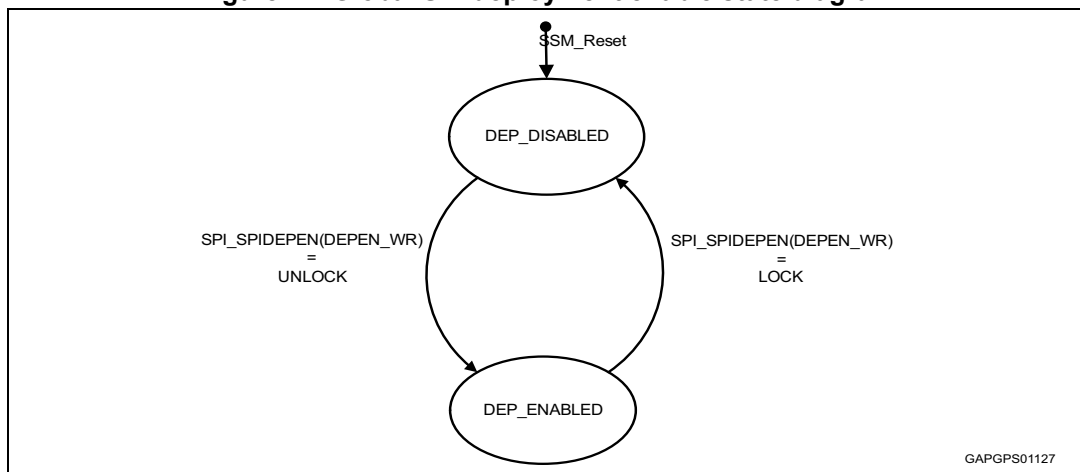 SSM_Reset
DEP_DISABLED
SPI_SPIDEPEN(DEPEN_WR)
=
UNLOCK
SPI_SPIDEPEN(DEPEN_WR)
=
LOCK
DEP_ENABLED
GAPGPS01127